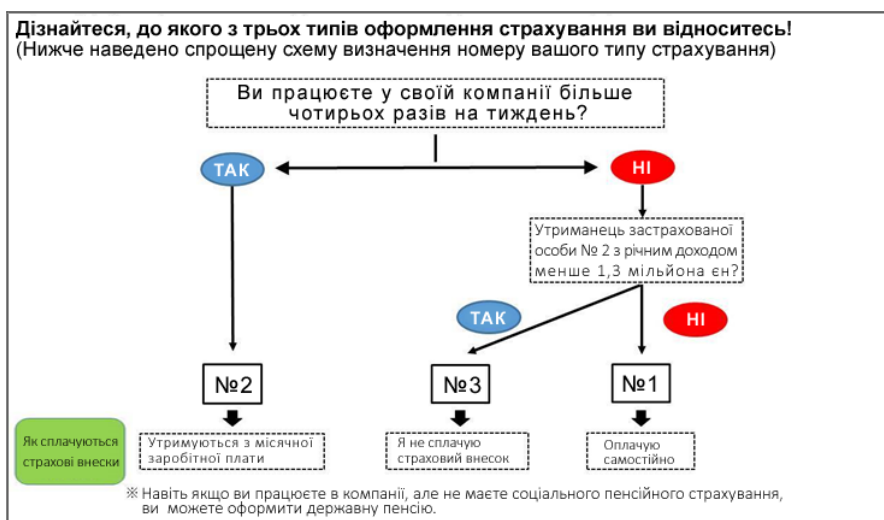 Дізнайтеся, до якого з трьох типів оформлення страхування ви відноситесь!
(Нижче наведено спрощену схему визначення номеру вашого типу страхування)
Ви працюєте у своїй компанії більше
чотирьох разів на тиждень?
ТАК
НІ
Утриманець застрахованої
особи № 2 з річним доходом
менше 1,3 мільйона єн?
ТАК
НІ
№2
№3
№1
Як сплачуються
страхові внески
Утримуються з місячної
заробітної плати
Я не сплачую
страховий внесок
Оплачую
самостійно
※ Навіть якщо ви працюєте в компанії, але не маєте соціального пенсійного страхування,
ви можете оформити державну пенсію.